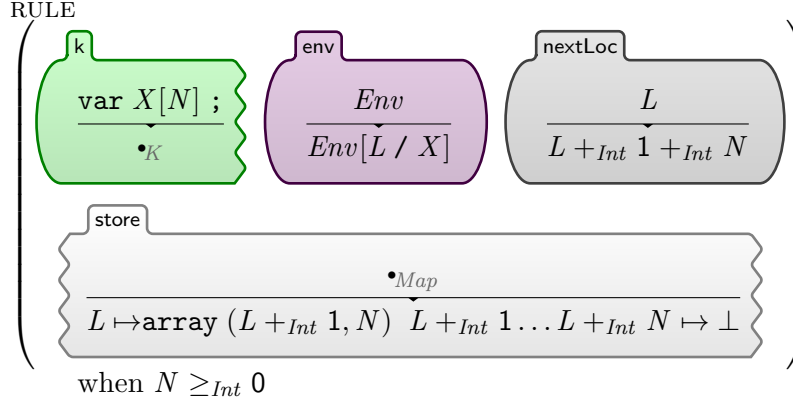 RULE
k env nextLoc
var X[N] ; Env L
•K Env[L / X] L +Int 1 +Int N
store
•Map
L ↦array (L +Int 1, N) L +Int 1 … L +Int N ↦ ⊥
when N ≥Int 0